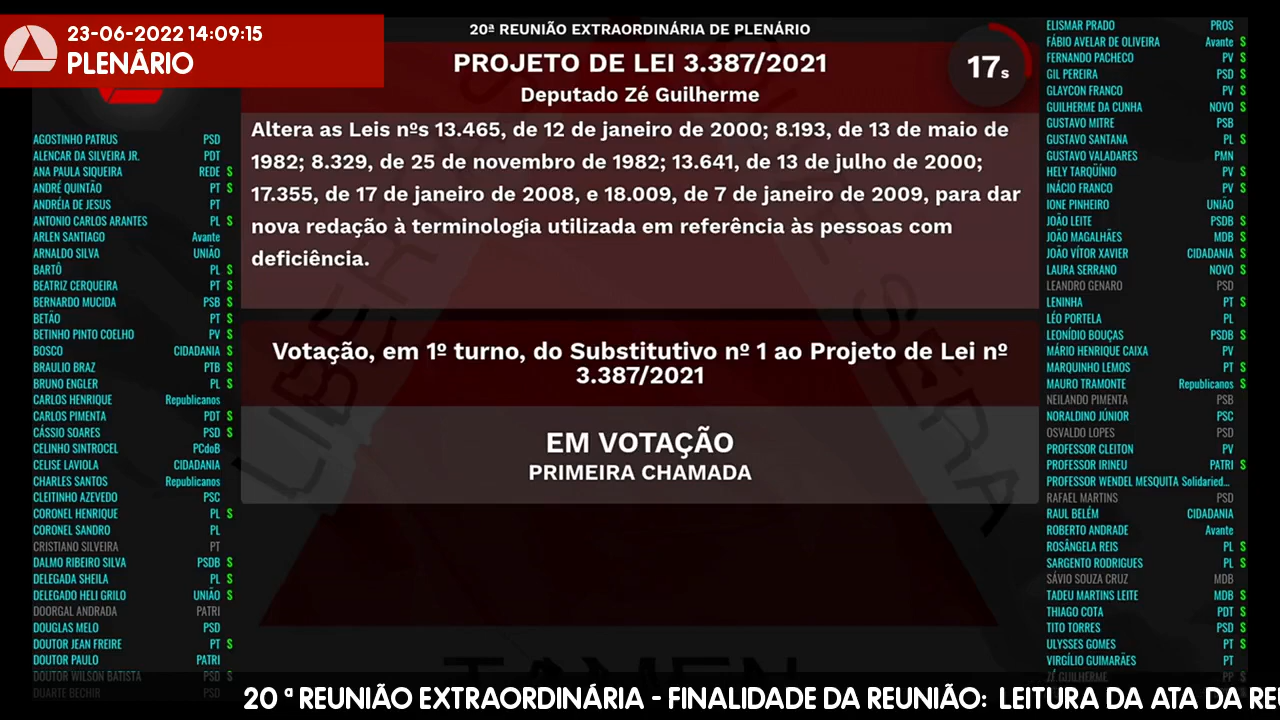 23-06-2022 14:09:15
PLENÁRIO
20ª REUNIÃO EXTRAORDINÁRIA DE PLENÁRIO
PROJETO DE LEI 3.387/2021
Deputado Zé Guilherme
17s
Altera as Leis nºs 13.465, de 12 de janeiro de 2000; 8.193, de 13 de maio de
1982; 8.329, de 25 de novembro de 1982; 13.641, de 13 de julho de 2000;
17.355, de 17 de janeiro de 2008, e 18.009, de 7 de janeiro de 2009, para dar
nova redação à terminologia utilizada em referência às pessoas com
deficiência.
Votação, em 1º turno, do Substitutivo nº 1 ao Projeto de Lei nº
3.387/2021
EM VOTAÇÃO
PRIMEIRA CHAMADA
AGOSTINHO PATRUS PSD
ALENCAR DA SILVEIRA JR. PDT
ANA PAULA SIQUEIRA REDE S
ANDRÉ QUINTÃO PT S
ANDRÉIA DE JESUS PT
ANTONIO CARLOS ARANTES PL S
ARLEN SANTIAGO Avante
ARNALDO SILVA UNIÃO
BARTÔ PL S
BEATRIZ CERQUEIRA PT S
BERNARDO MUCIDA PSB S
BETÃO PT S
BETINHO PINTO COELHO PV S
BOSCO CIDADANIA S
BRAULIO BRAZ PTB S
BRUNO ENGLER PL S
CARLOS HENRIQUE Republicanos
CARLOS PIMENTA PDT S
CÁSSIO SOARES PSD S
CELINHO SINTROCEL PCdoB
CELISE LAVIOLA CIDADANIA
CHARLES SANTOS Republicanos
CLEITINHO AZEVEDO PSC
CORONEL HENRIQUE PL S
CORONEL SANDRO PL
CRISTIANO SILVEIRA PT
DALMO RIBEIRO SILVA PSDB S
DELEGADA SHEILA PL S
DELEGADO HELI GRILO UNIÃO S
DOORGAL ANDRADA PATRI
DOUGLAS MELO PSD
DOUTOR JEAN FREIRE PT S
DOUTOR PAULO PATRI
DOUTOR WILSON BATISTA PSD S
DUARTE BECHIR PSD
ELISMAR PRADO PROS
FÁBIO AVELAR DE OLIVEIRA Avante S
FERNANDO PACHECO PV S
GIL PEREIRA PSD S
GLAYCON FRANCO PV S
GUILHERME DA CUNHA NOVO S
GUSTAVO MITRE PSB
GUSTAVO SANTANA PL S
GUSTAVO VALADARES PMN
HELY TARQÜÍNIO PV S
INÁCIO FRANCO PV S
IONE PINHEIRO UNIÃO
JOÃO LEITE PSDB S
JOÃO MAGALHÃES MDB S
JOÃO VÍTOR XAVIER CIDADANIA S
LAURA SERRANO NOVO S
LEANDRO GENARO PSD
LENINHA PT S
LÉO PORTELA PL
LEONÍDIO BOUÇAS PSDB S
MÁRIO HENRIQUE CAIXA PV
MARQUINHO LEMOS PT S
MAURO TRAMONTE Republicanos S
NEILANDO PIMENTA PSB
NORALDINO JÚNIOR PSC
OSVALDO LOPES PSD
PROFESSOR CLEITON PV
PROFESSOR IRINEU PATRI S
PROFESSOR WENDEL MESQUITA Solidaried...
RAFAEL MARTINS PSD
RAUL BELÉM CIDADANIA
ROBERTO ANDRADE Avante
ROSÂNGELA REIS PL S
SARGENTO RODRIGUES PL S
SÁVIO SOUZA CRUZ MDB
TADEU MARTINS LEITE MDB S
THIAGO COTA PDT S
TITO TORRES PSD S
ULYSSES GOMES PT S
VIRGÍLIO GUIMARÃES PT
ZÉ GUILHERME PP S
20 ª REUNIÃO EXTRAORDINÁRIA - FINALIDADE DA REUNIÃO: LEITURA DA ATA DA RE